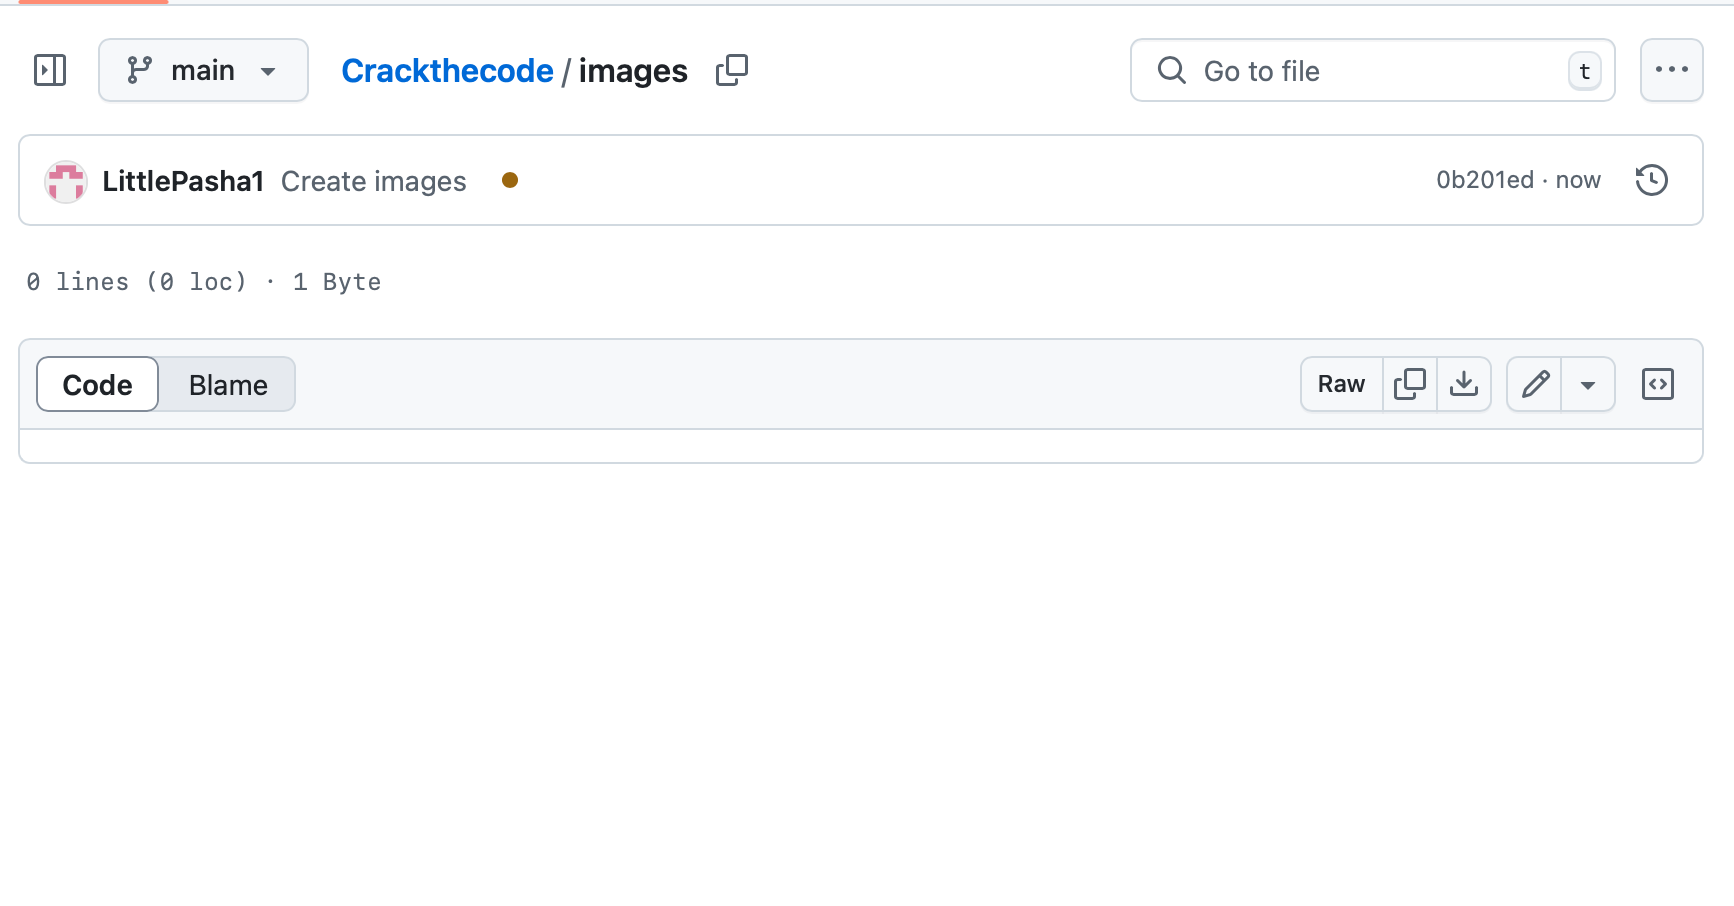 main Crackthecode / images Go to file t
LittlePasha1 Create images 0b201ed · now
0 lines (0 loc) · 1 Byte
Code Blame Raw